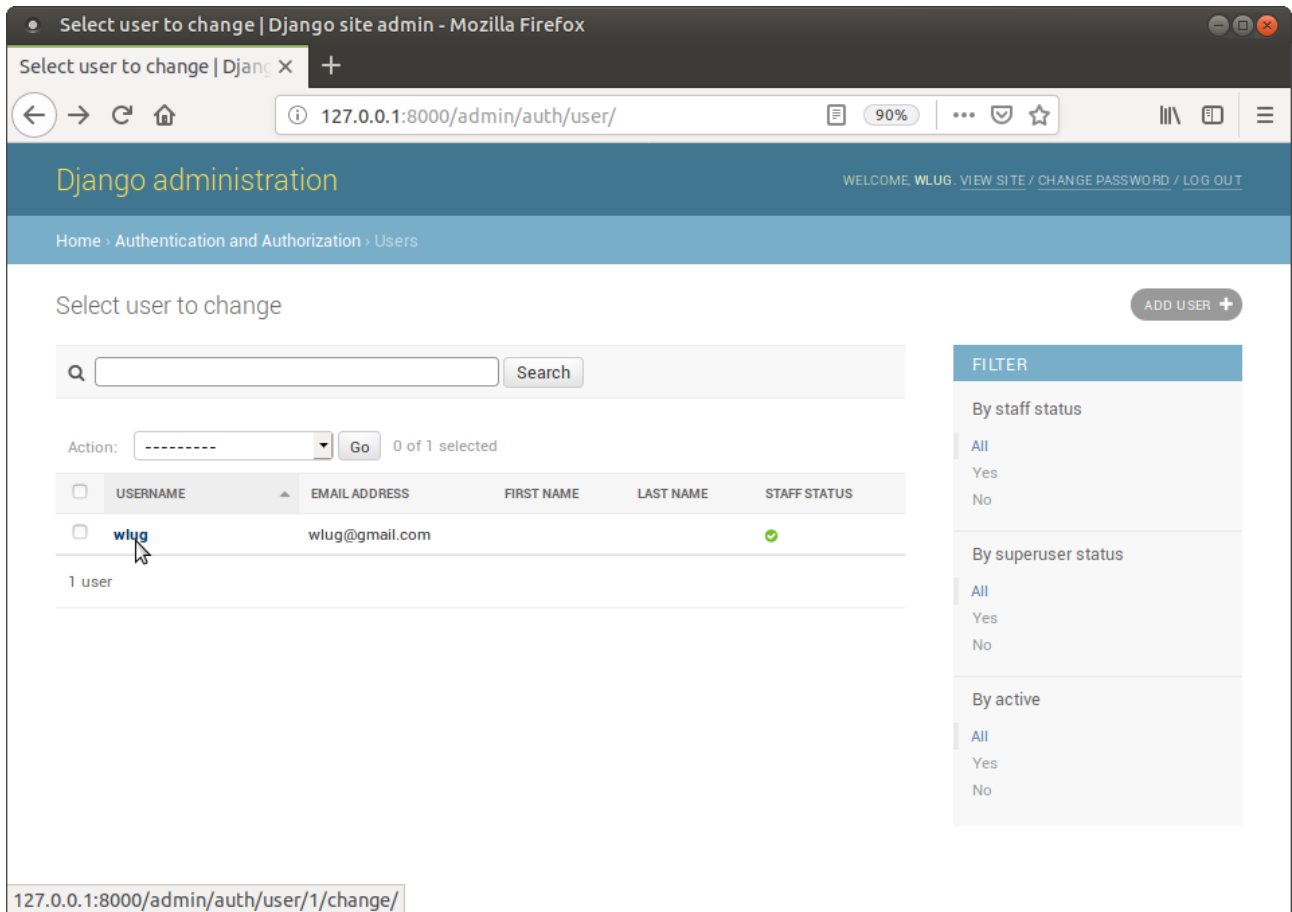 Select user to change | Django site admin - Mozilla Firefox
Select user to change | Djang
127.0.0.1:8000/admin/auth/user/ 90%
Django administration
WELCOME, WLUG. VIEW SITE / CHANGE PASSWORD / LOG OUT
Home › Authentication and Authorization › Users
Select user to change
ADD USER
Search
Action: --------- Go 0 of 1 selected
USERNAME EMAIL ADDRESS FIRST NAME LAST NAME STAFF STATUS
wlug wlug@gmail.com
1 user
FILTER
By staff status
All
Yes
No
By superuser status
All
Yes
No
By active
All
Yes
No
127.0.0.1:8000/admin/auth/user/1/change/